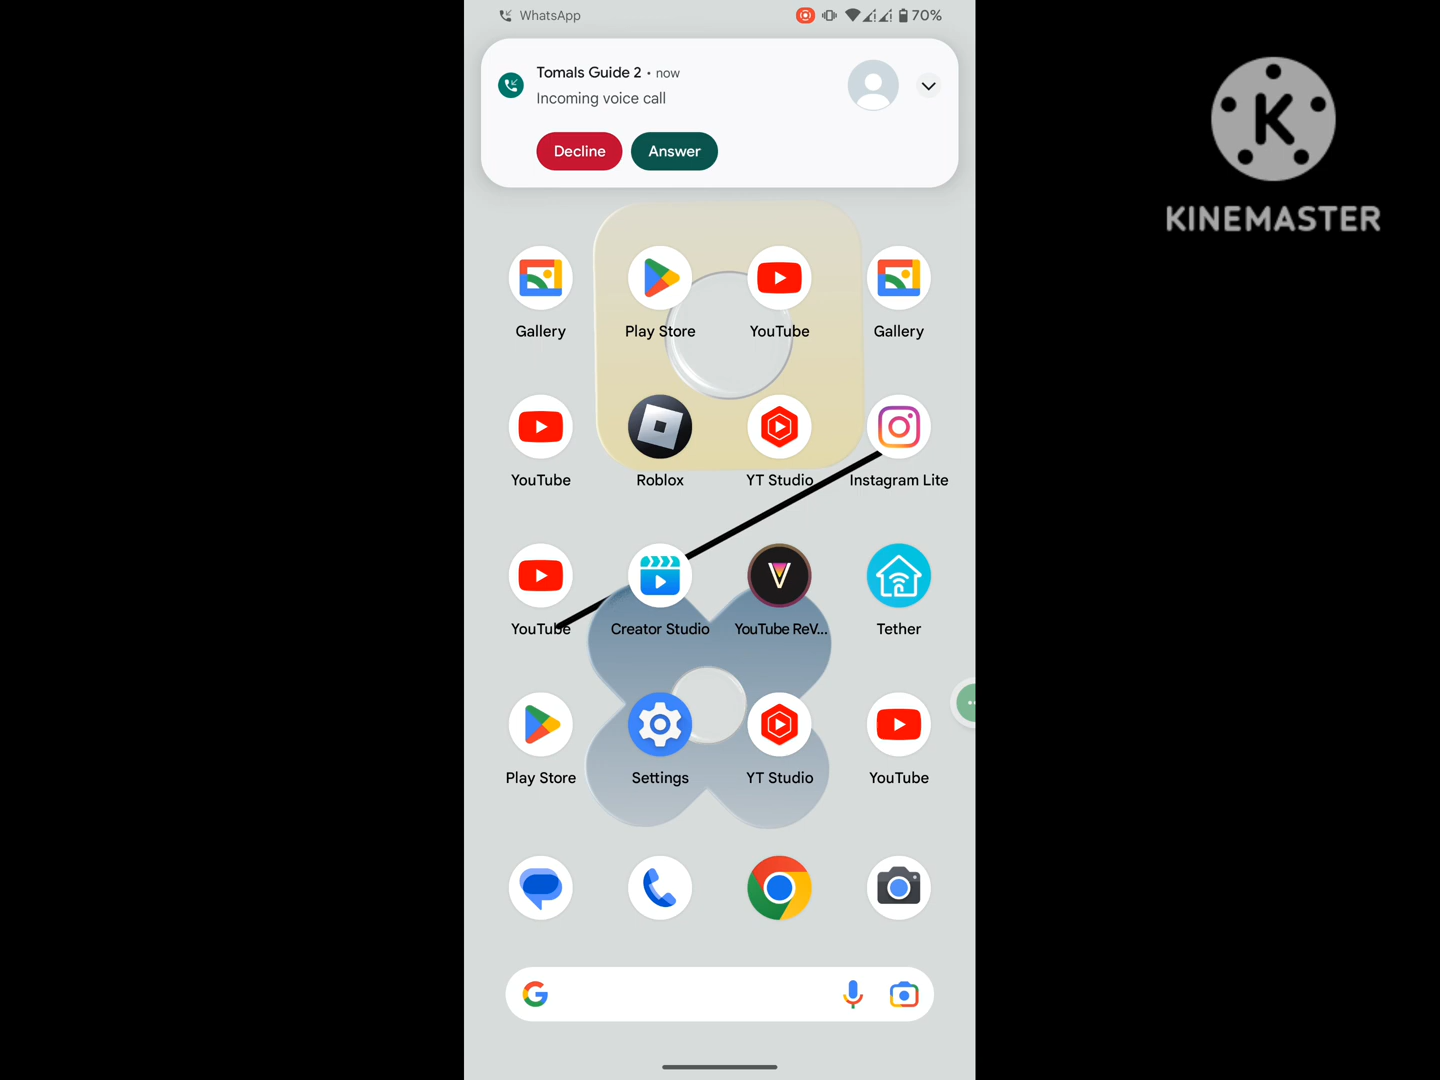 WhatsApp
70%
Tomals Guide 2 • now
Incoming voice call
Decline
Answer
KINEMASTER
Gallery
Play Store
YouTube
Gallery
YouTube
Roblox
YT Studio
Instagram Lite
YouTube
Creator Studio
YouTube ReV...
Tether
Play Store
Settings
YT Studio
YouTube